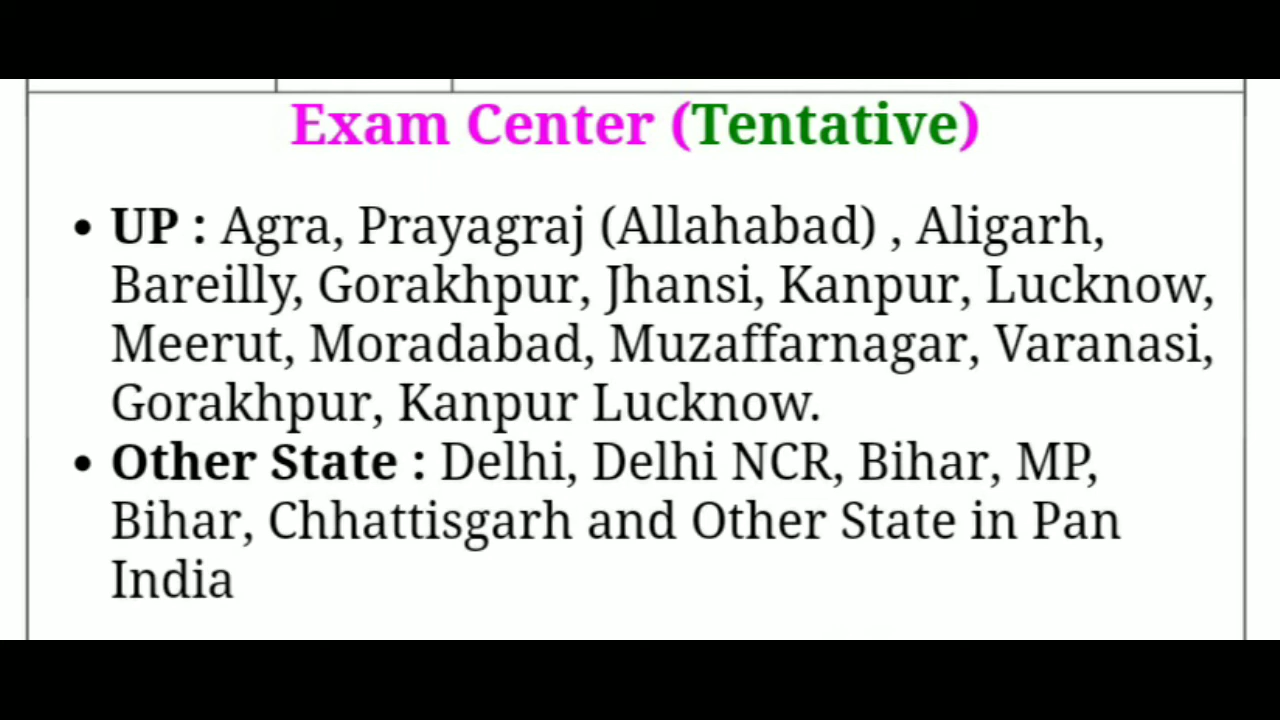 Exam Center (Tentative)
• UP : Agra, Prayagraj (Allahabad) , Aligarh,
Bareilly, Gorakhpur, Jhansi, Kanpur, Lucknow,
Meerut, Moradabad, Muzaffarnagar, Varanasi,
Gorakhpur, Kanpur Lucknow.
• Other State : Delhi, Delhi NCR, Bihar, MP,
Bihar, Chhattisgarh and Other State in Pan
India